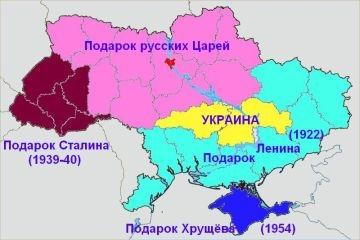 Подарок русских Царей
УКРАИНА
(1922)
Подарок Ленина
Подарок Сталина
(1939-40)
Подарок Хрущёва (1954)